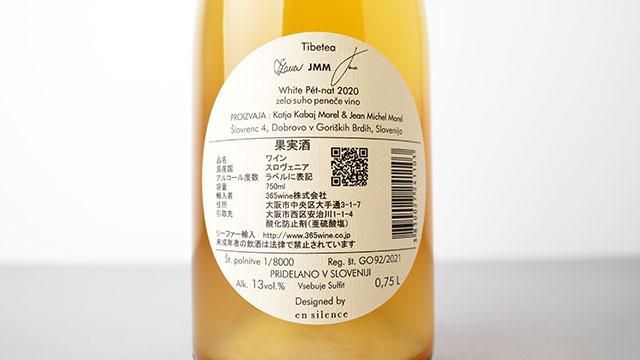 Tibetea
JMM
White Pét-nat 2020
zelo suho peneče vino
PROIZVAJA : Katja Kabaj Morel & Jean Michel Morel
Šlovrenc 4, Dobrovo v Goriških Brdih, Slovenija
果実酒
品名 ワイン
原産国 スロヴェニア
アルコール度数 ラベルに表記
容量 750ml
輸入者 365wine株式会社
住所 大阪市中央区大手通3-1-7
引取先 大阪市西区安治川1-1-4
酸化防止剤(亜硫酸塩)
リーファー輸入 http://www.365wine.co.jp
未成年者の飲酒は法律で禁止されています
Št. polnitve 1/8000 Reg. št. GO92/2021
PRIDELANO V SLOVENIJI
Alk. 13vol.% Vsebuje Sulfit 0,75 L
Designed by
en silence